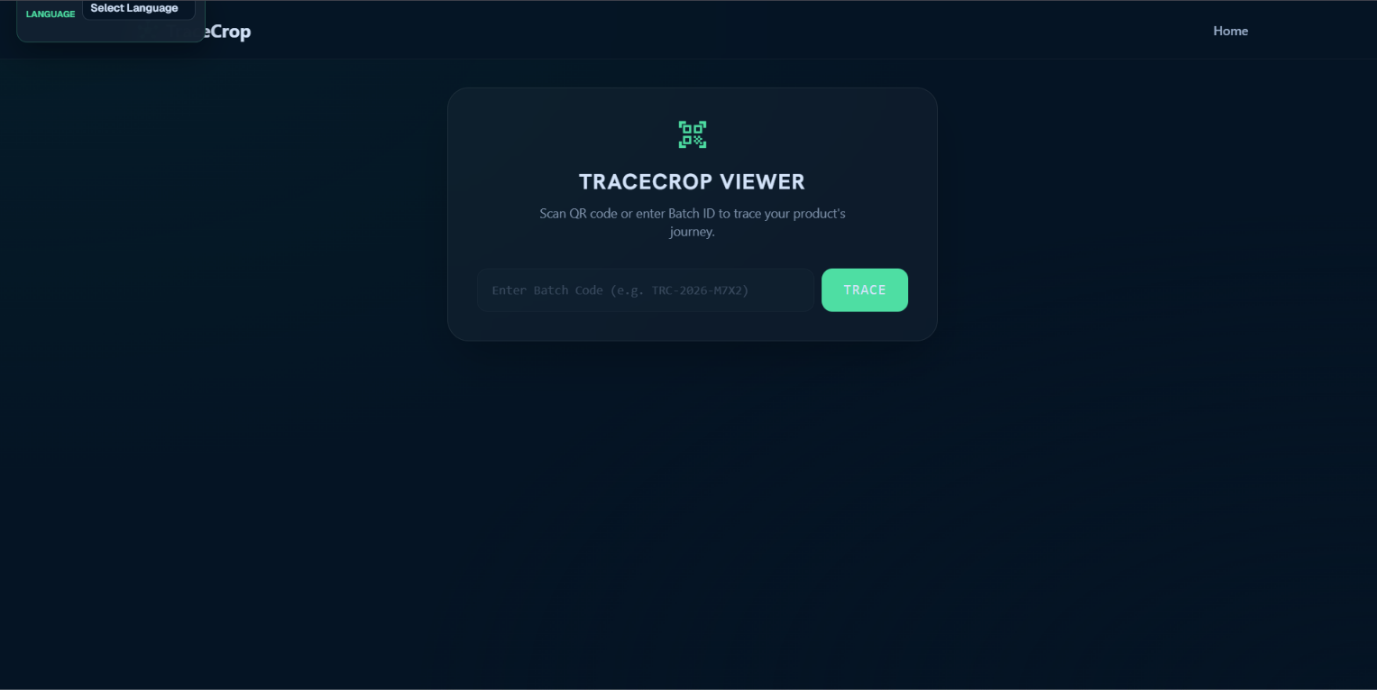 LANGUAGE Select Language
eCrop
Home
TRACECROP VIEWER
Scan QR code or enter Batch ID to trace your product's
journey.
Enter Batch Code (e.g. TRC-2026-M7X2)
TRACE